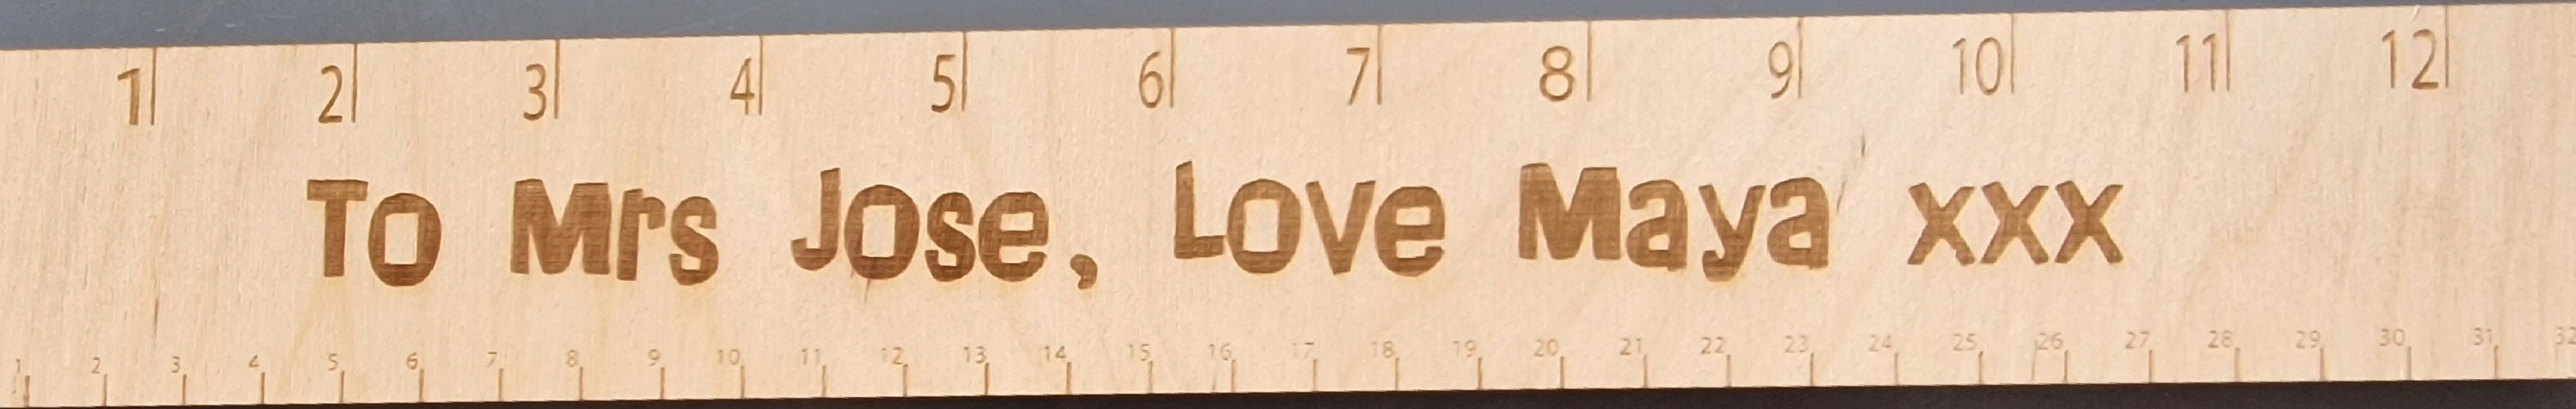 1 2 3 4 5 6 7 8 9 10 11 12
To Mrs Jose, Love Maya xxx
1 2 3 4 5 6 7 8 9 10 11 12 13 14 15 16 17 18 19 20 21 22 23 24 25 26 27 28 29 30 31 32